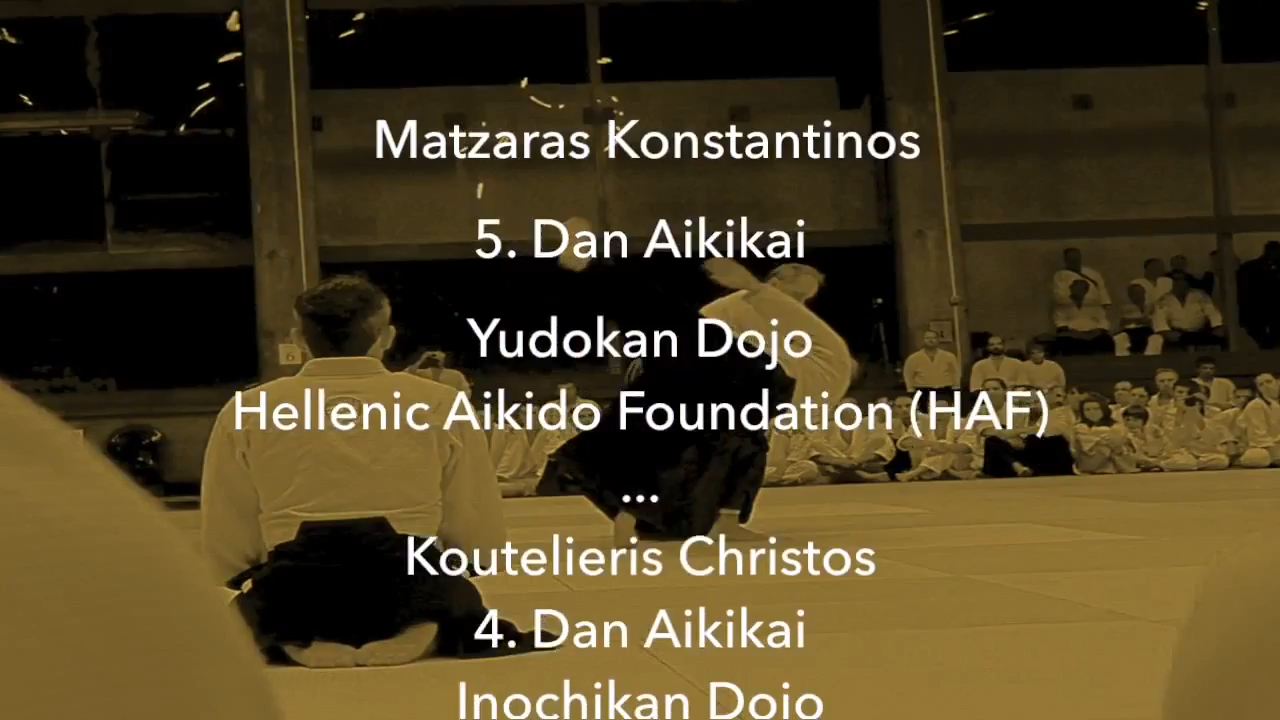 Matzaras Konstantinos
5. Dan Aikikai
Yudokan Dojo
Hellenic Aikido Foundation (HAF)
...
Koutelieris Christos
4. Dan Aikikai
Inochikan Dojo